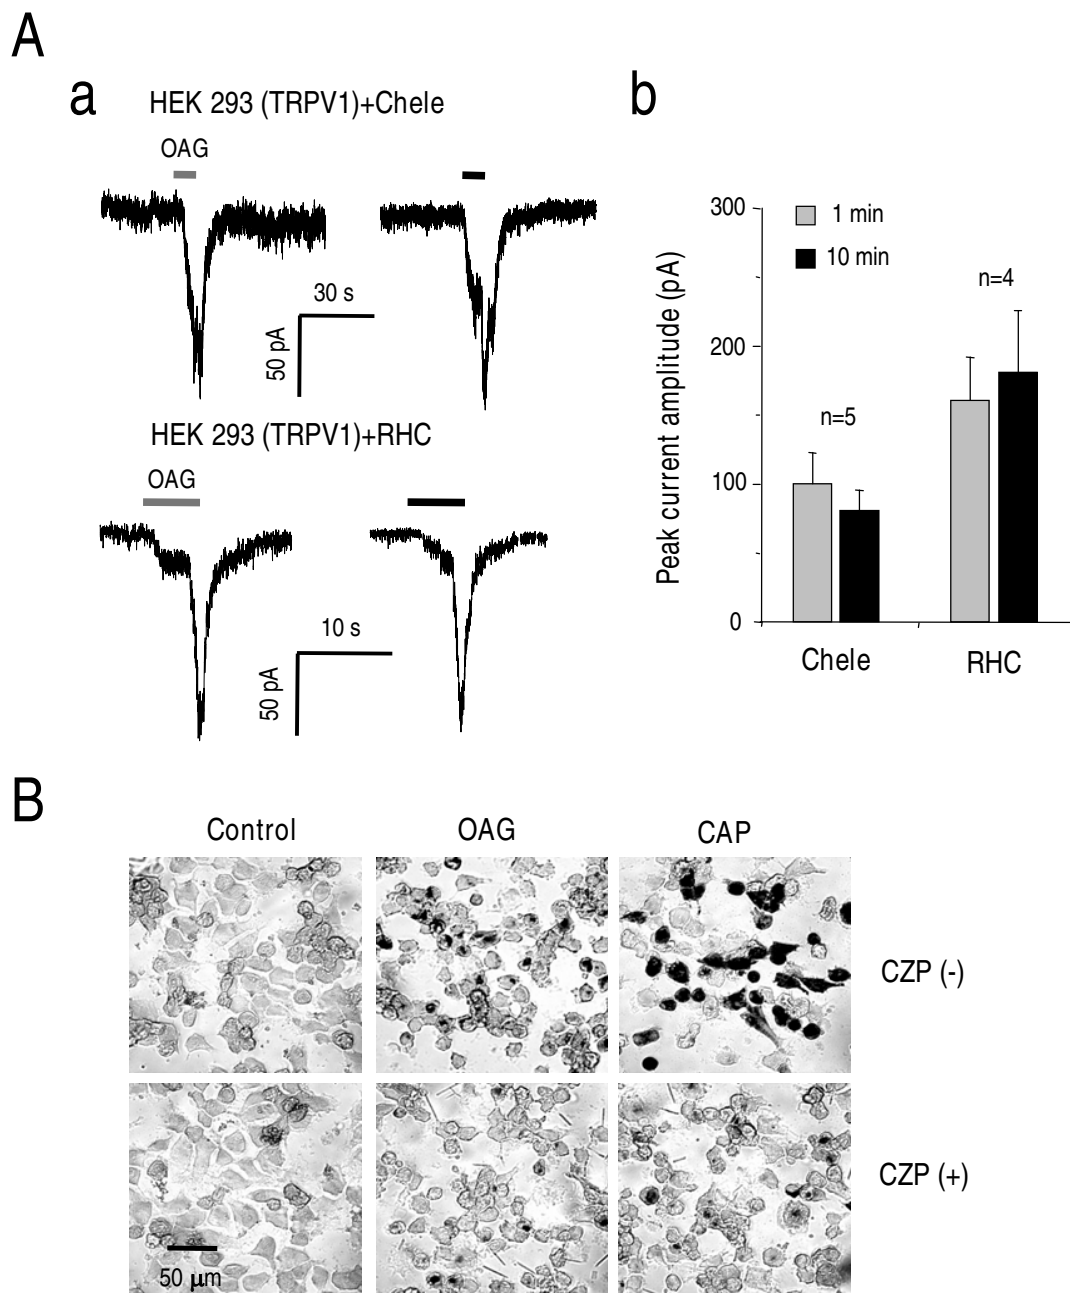 A
a
HEK 293 (TRPV1)+Chele
OAG
30 s
50 pA
HEK 293 (TRPV1)+RHC
OAG
10 s
50 pA
b
300
200
100
0
Peak current amplitude (pA)
1 min
10 min
n=5
n=4
Chele
RHC
B
Control
OAG
CAP
CZP (-)
CZP (+)
50 μm